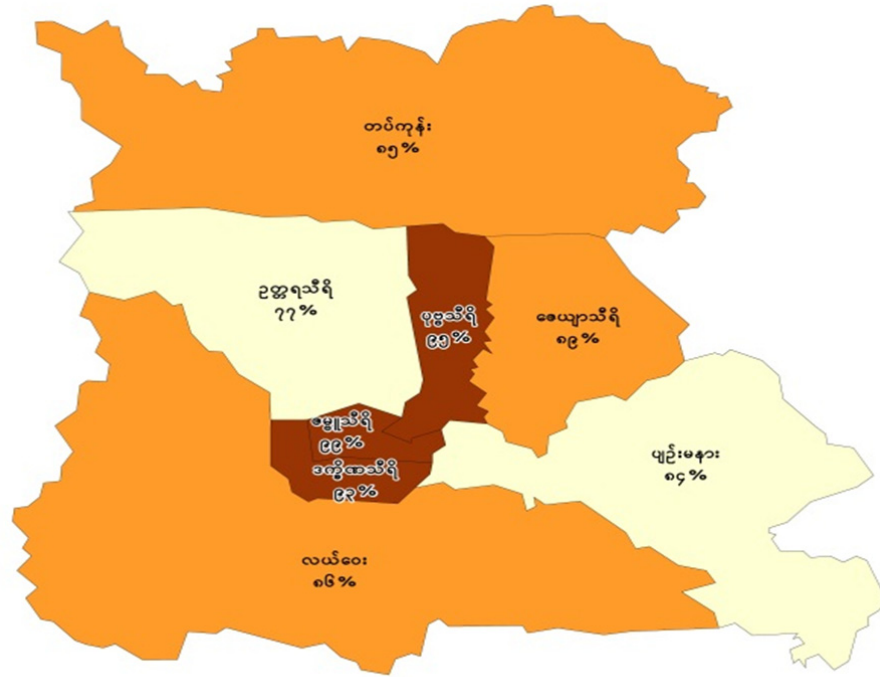 တပ်ကုန်း
၈၅%
ဥတ္တရသီရိ
၇၇%
ပုဗ္ဗသီရိ
၉၅%
ဇေယျာသီရိ
၈၉%
ဇမ္ဗူသီရိ
၉၉%
ဒက္ခိဏသီရိ
၉၃%
ပျဉ်းမနား
၈၄%
လယ်ဝေး
၈၆%